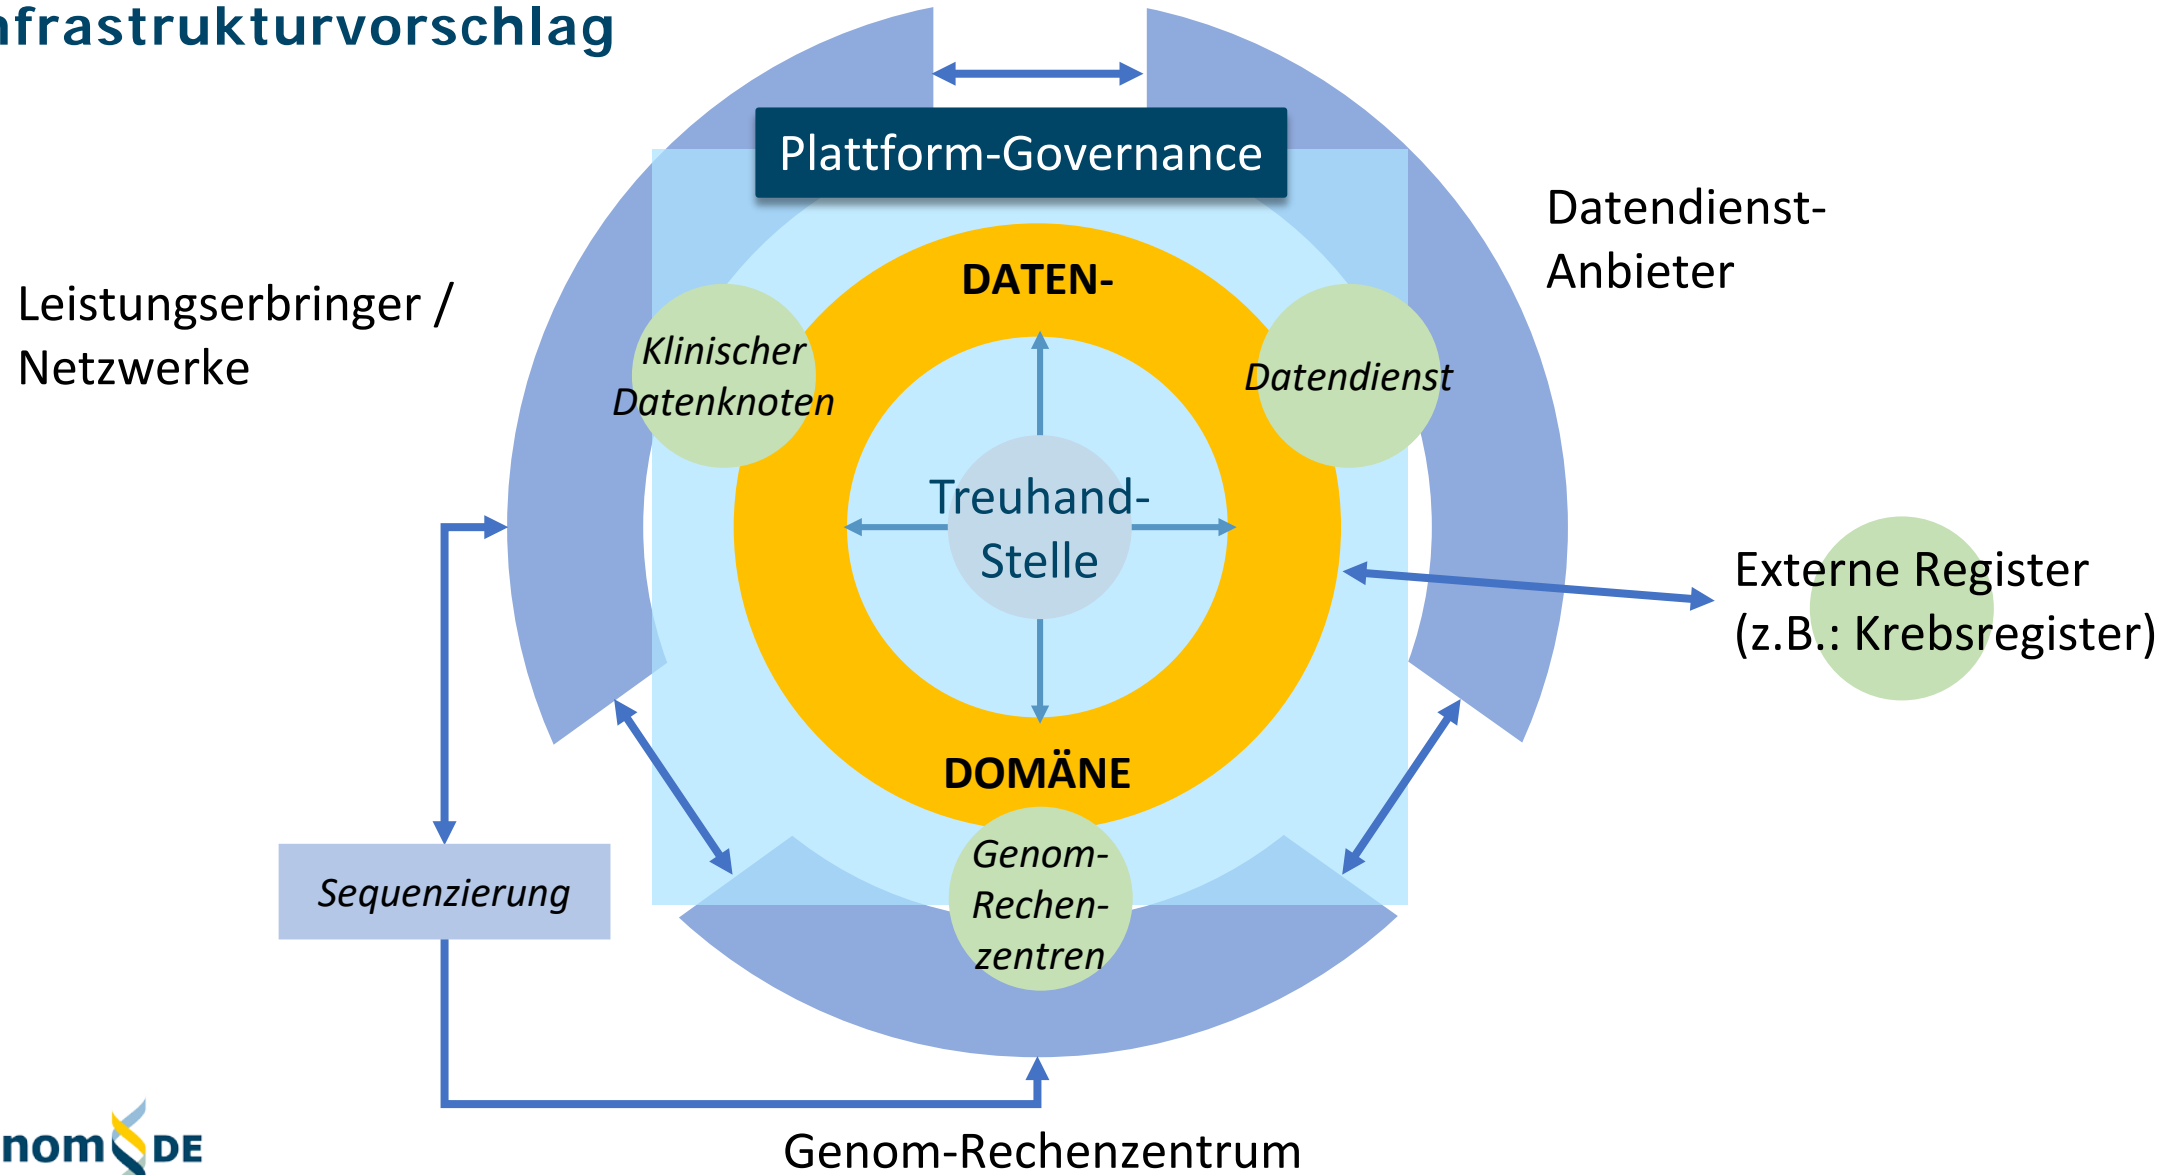 nfrastrukturvorschlag
Plattform-Governance
Datendienst-
Anbieter
Leistungserbringer /
Netzwerke
DATEN-
Klinischer
Datenknoten
Datendienst
Treuhand-
Stelle
Externe Register
(z.B.: Krebsregister)
DOMÄNE
Genom-
Rechen-
zentren
Sequenzierung
Genom-Rechenzentrum
nom DE